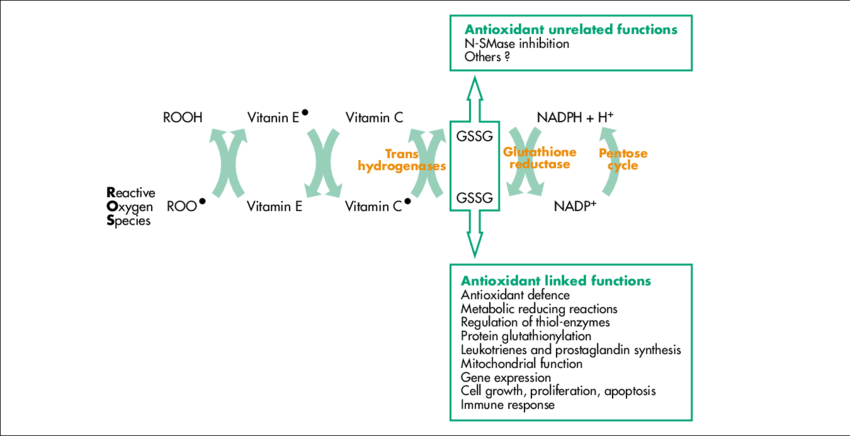 Antioxidant unrelated functions
N-SMase inhibition
Others ?
ROOH
Vitanin E•
Vitamin C
GSSG
NADPH + H⁺
Trans
hydrogenases
Glutathione
reductase
Pentose
cycle
Reactive
Oxygen
Species
ROO•
Vitamin E
Vitamin C•
GSSG
NADP⁺
Antioxidant linked functions
Antioxidant defence
Metabolic reducing reactions
Regulation of thiol-enzymes
Protein glutathionylation
Leukotrienes and prostaglandin synthesis
Mitochondrial function
Gene expression
Cell growth, proliferation, apoptosis
Immune response